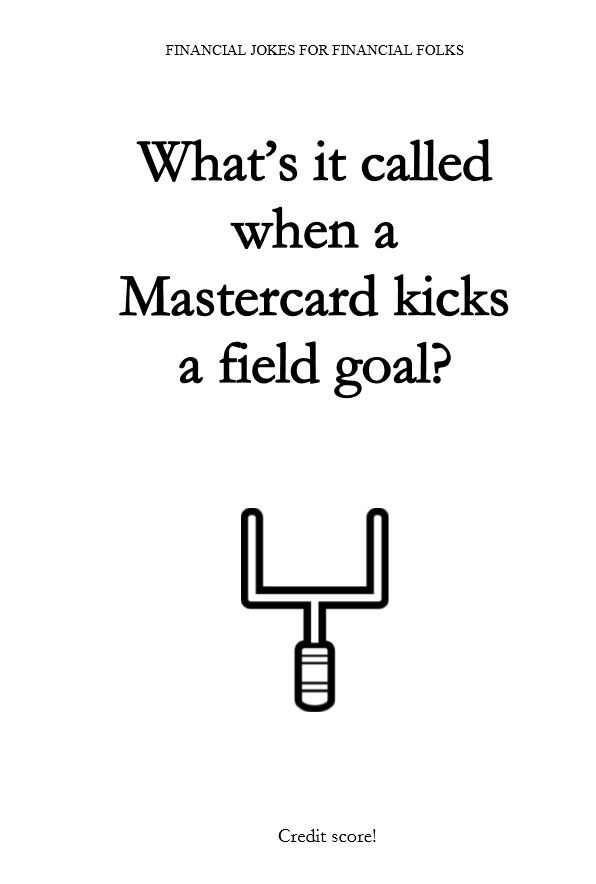 FINANCIAL JOKES FOR FINANCIAL FOLKS
What’s it called
when a
Mastercard kicks
a field goal?
Credit score!